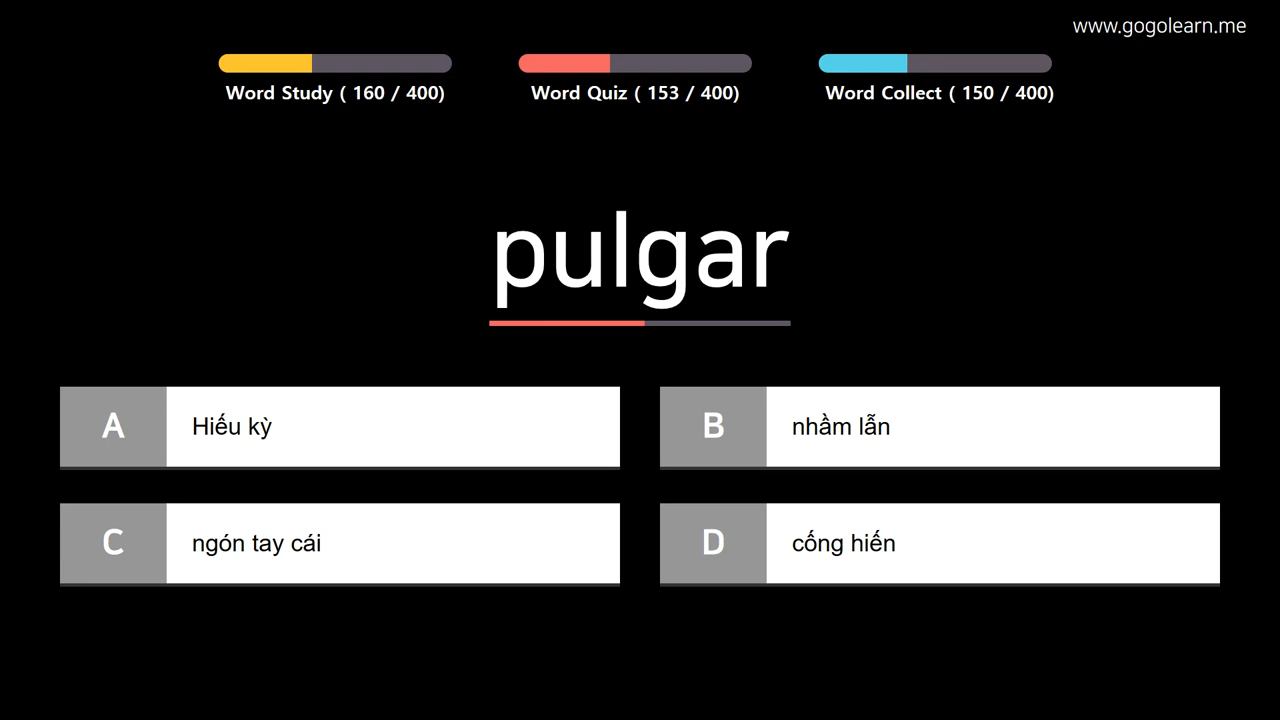 www.gogolearn.me
Word Study ( 160 / 400)
Word Quiz ( 153 / 400)
Word Collect ( 150 / 400)
pulgar
A
Hiếu kỳ
B
nhầm lẫn
C
ngón tay cái
D
cống hiến